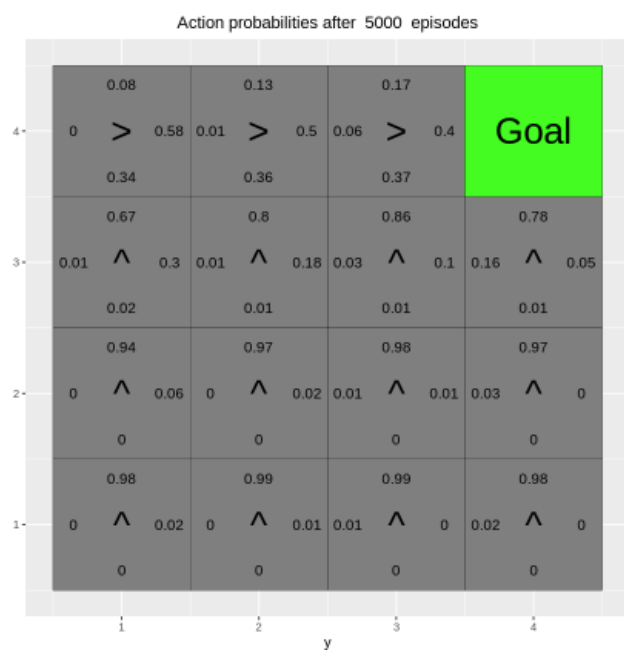 Action probabilities after 5000 episodes
0.08 0.13 0.17
4 0 > 0.58 0.01 > 0.5 0.06 > 0.4 Goal
0.34 0.36 0.37
0.67 0.8 0.86 0.78
3 0.01 ^ 0.3 0.01 ^ 0.18 0.03 ^ 0.1 0.16 ^ 0.05
0.02 0.01 0.01 0.01
0.94 0.97 0.98 0.97
2 0 ^ 0.06 0 ^ 0.02 0.01 ^ 0.01 0.03 ^ 0
0 0 0 0
0.98 0.99 0.99 0.98
1 0 ^ 0.02 0 ^ 0.01 0.01 ^ 0 0.02 ^ 0
0 0 0 0
1 2 3 4
y